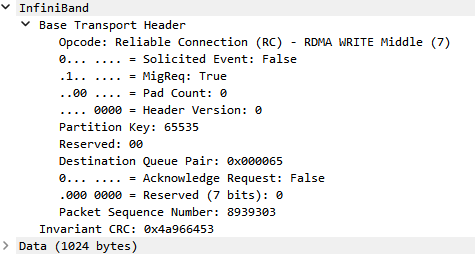 InfiniBand
Base Transport Header
Opcode: Reliable Connection (RC) - RDMA WRITE Middle (7)
0... .... = Solicited Event: False
.1.. .... = MigReq: True
..00 .... = Pad Count: 0
.... 0000 = Header Version: 0
Partition Key: 65535
Reserved: 00
Destination Queue Pair: 0x000065
0... .... = Acknowledge Request: False
.000 0000 = Reserved (7 bits): 0
Packet Sequence Number: 8939303
Invariant CRC: 0x4a966453
Data (1024 bytes)